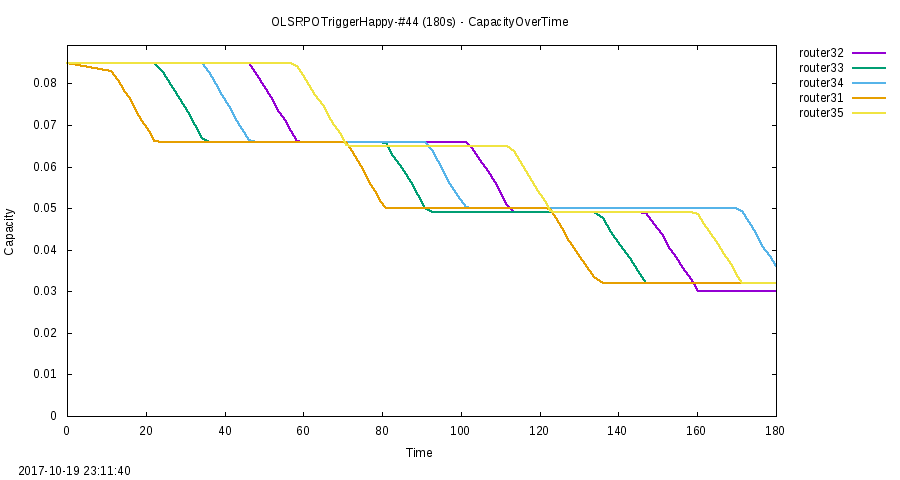 OLSRPOTriggerHappy-#44 (180s) - CapacityOverTime
router32
router33
router34
router31
router35
0.08
0.07
0.06
0.05
0.04
0.03
0.02
0.01
0
Capacity
0 20 40 60 80 100 120 140 160 180
Time
2017-10-19 23:11:40